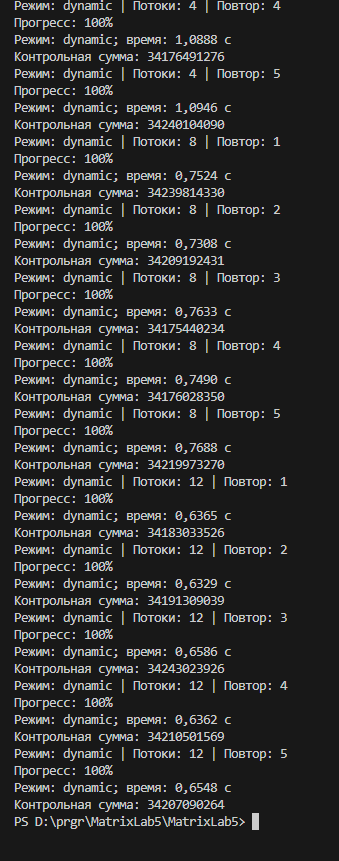 Режим: dynamic | Потоки: 4 | Повтор: 4
Прогресс: 100%
Режим: dynamic; время: 1,0888 с
Контрольная сумма: 34176491276
Режим: dynamic | Потоки: 4 | Повтор: 5
Прогресс: 100%
Режим: dynamic; время: 1,0946 с
Контрольная сумма: 34240104090
Режим: dynamic | Потоки: 8 | Повтор: 1
Прогресс: 100%
Режим: dynamic; время: 0,7524 с
Контрольная сумма: 34239814330
Режим: dynamic | Потоки: 8 | Повтор: 2
Прогресс: 100%
Режим: dynamic; время: 0,7308 с
Контрольная сумма: 34209192431
Режим: dynamic | Потоки: 8 | Повтор: 3
Прогресс: 100%
Режим: dynamic; время: 0,7633 с
Контрольная сумма: 34175440234
Режим: dynamic | Потоки: 8 | Повтор: 4
Прогресс: 100%
Режим: dynamic; время: 0,7490 с
Контрольная сумма: 34176028350
Режим: dynamic | Потоки: 8 | Повтор: 5
Прогресс: 100%
Режим: dynamic; время: 0,7688 с
Контрольная сумма: 34219973270
Режим: dynamic | Потоки: 12 | Повтор: 1
Прогресс: 100%
Режим: dynamic; время: 0,6365 с
Контрольная сумма: 34183033526
Режим: dynamic | Потоки: 12 | Повтор: 2
Прогресс: 100%
Режим: dynamic; время: 0,6329 с
Контрольная сумма: 34191309039
Режим: dynamic | Потоки: 12 | Повтор: 3
Прогресс: 100%
Режим: dynamic; время: 0,6586 с
Контрольная сумма: 34243023926
Режим: dynamic | Потоки: 12 | Повтор: 4
Прогресс: 100%
Режим: dynamic; время: 0,6362 с
Контрольная сумма: 34210501569
Режим: dynamic | Потоки: 12 | Повтор: 5
Прогресс: 100%
Режим: dynamic; время: 0,6548 с
Контрольная сумма: 34207090264
PS D:\prgr\MatrixLab5\MatrixLab5>